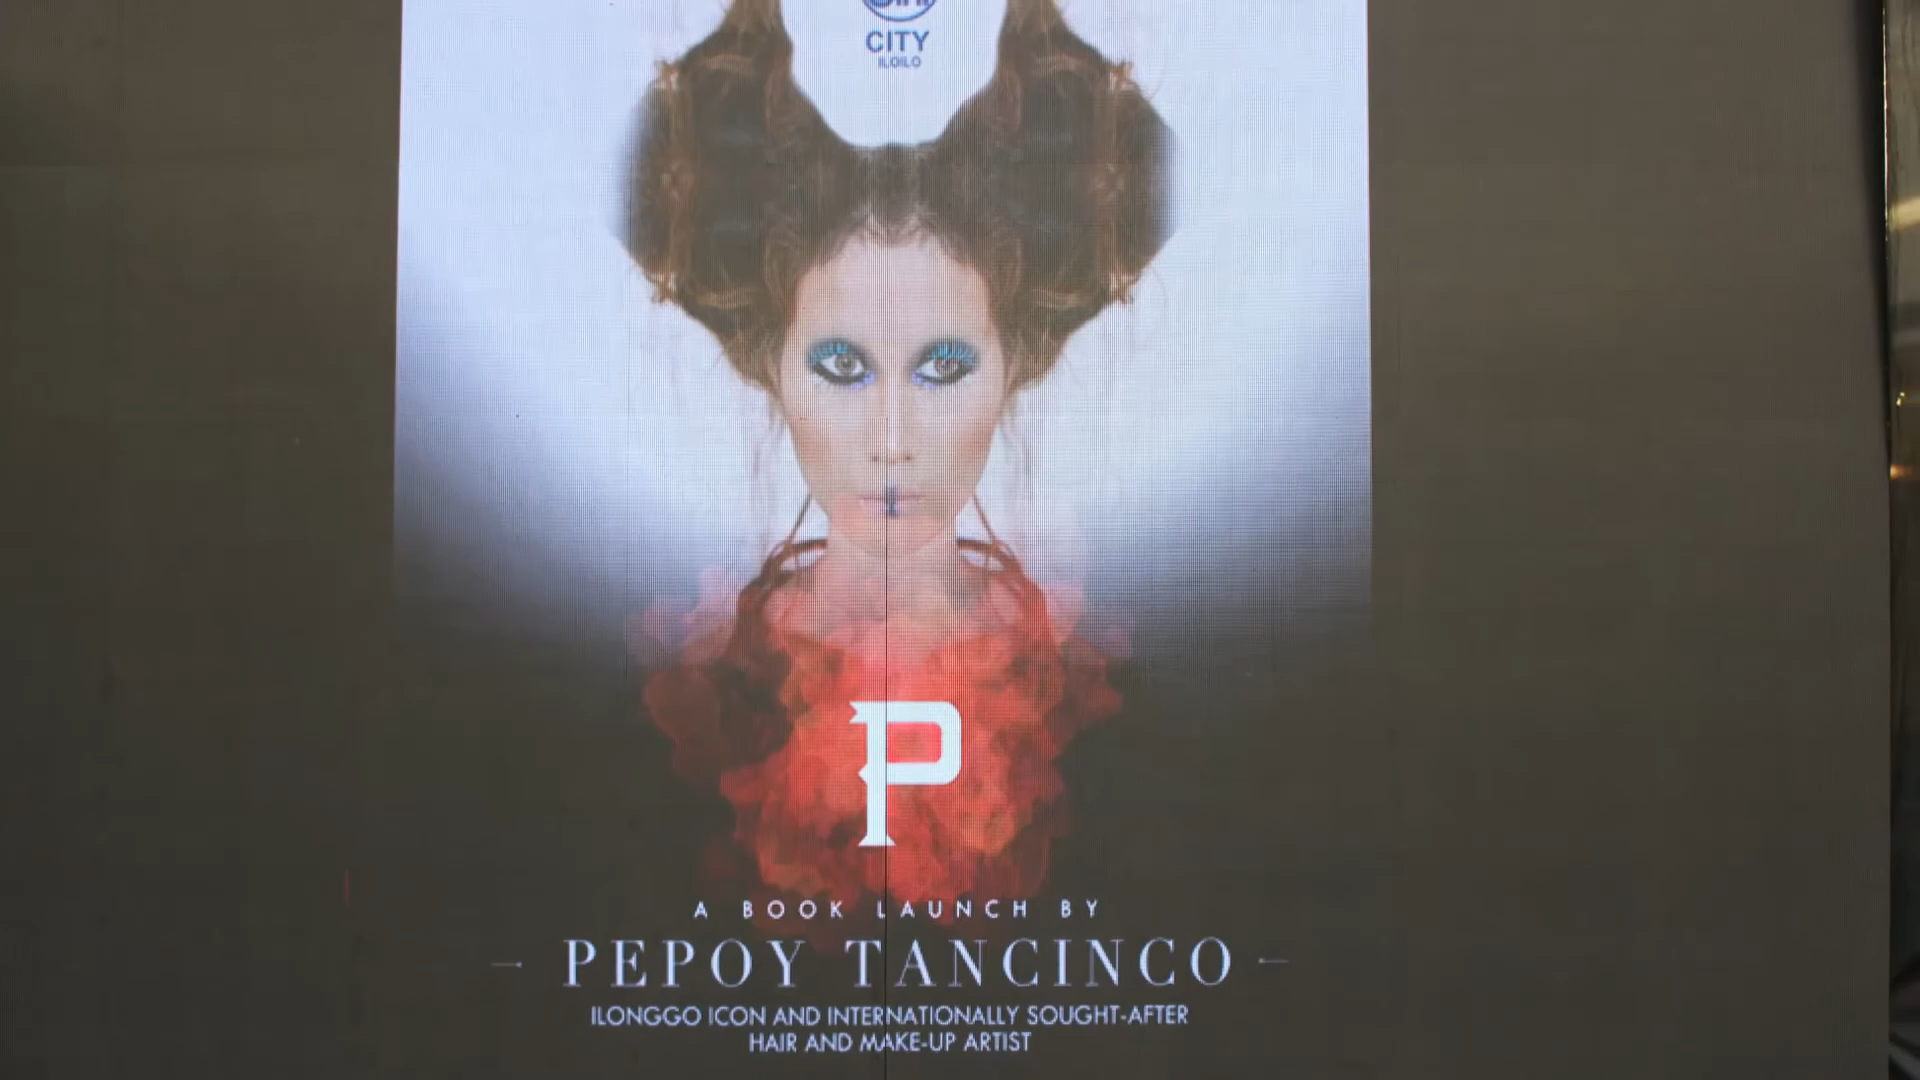 CITY
ILOILO
P
A BOOK LAUNCH BY
PEPOY TANCINCO
ILONGGO ICON AND INTERNATIONALLY SOUGHT-AFTER
HAIR AND MAKE-UP ARTIST